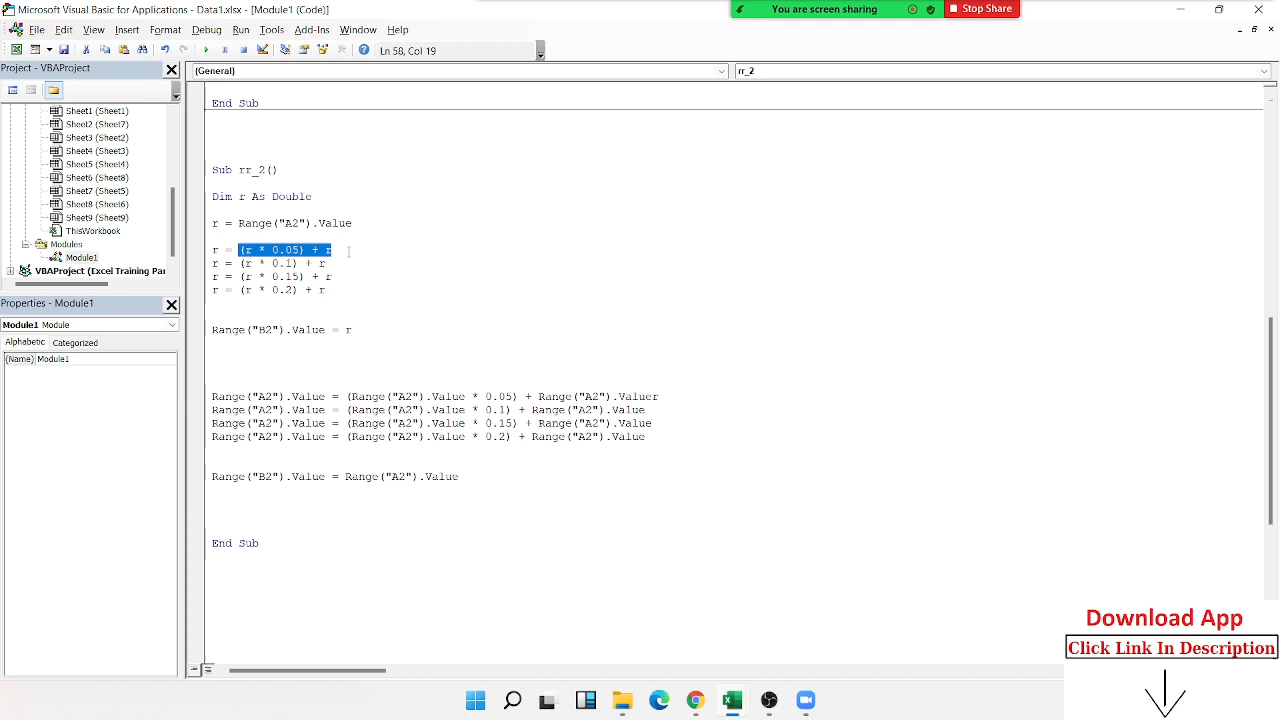 Microsoft Visual Basic for Applications - Data1.xlsx - [Module1 (Code)]
You are screen sharing
Stop Share
File Edit View Insert Format Debug Run Tools Add-Ins Window Help
Ln 58, Col 19
Project - VBAProject
(General)
rr_2
Sheet1 (Sheet1)
Sheet2 (Sheet7)
Sheet3 (Sheet2)
Sheet4 (Sheet3)
Sheet5 (Sheet4)
Sheet6 (Sheet8)
Sheet7 (Sheet5)
Sheet8 (Sheet6)
Sheet9 (Sheet9)
ThisWorkbook
Modules
Module1
VBAProject (Excel Training Par
Properties - Module1
Module1 Module
Alphabetic Categorized
(Name) Module1
End Sub
Sub rr_2()
Dim r As Double
r = Range("A2").Value
r = (r * 0.05) + r
r = (r * 0.1) + r
r = (r * 0.15) + r
r = (r * 0.2) + r
Range("B2").Value = r
Range("A2").Value = (Range("A2").Value * 0.05) + Range("A2").Valuer
Range("A2").Value = (Range("A2").Value * 0.1) + Range("A2").Value
Range("A2").Value = (Range("A2").Value * 0.15) + Range("A2").Value
Range("A2").Value = (Range("A2").Value * 0.2) + Range("A2").Value
Range("B2").Value = Range("A2").Value
End Sub
Download App
Click Link In Description